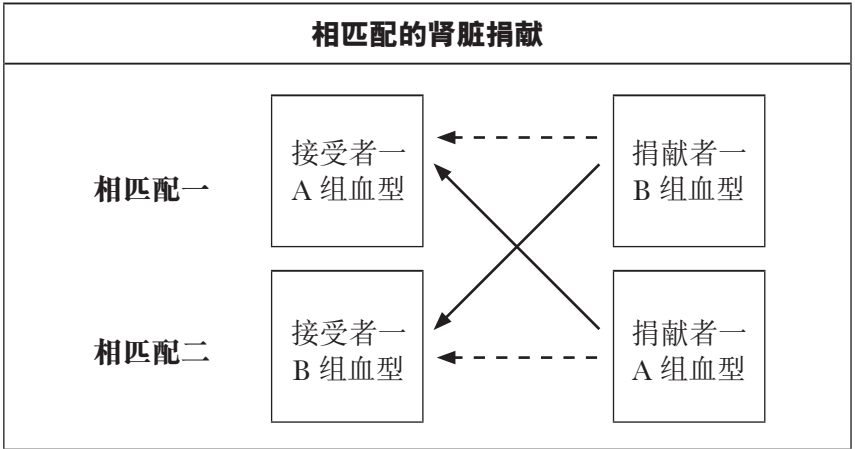 相匹配的肾脏捐献
相匹配一
接受者一
A 组血型
捐献者一
B 组血型
相匹配二
接受者一
B 组血型
捐献者一
A 组血型